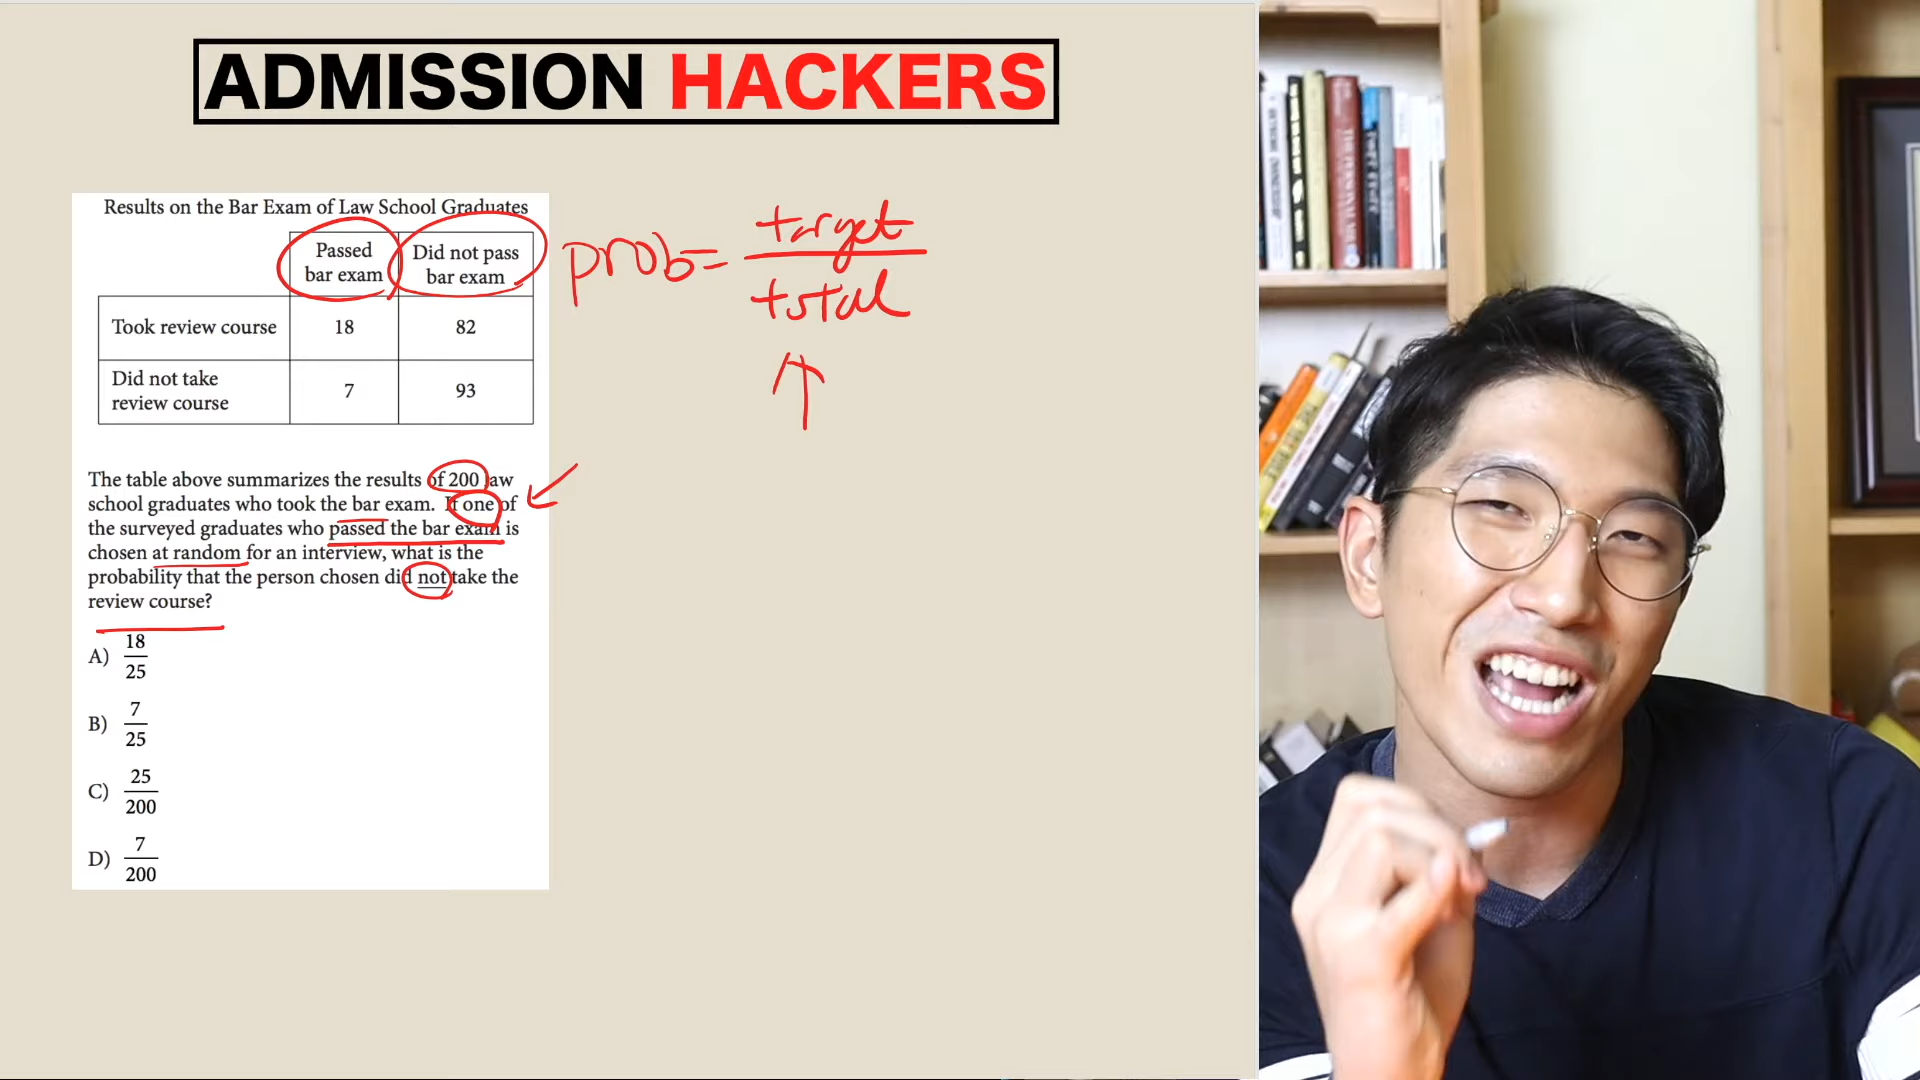 ADMISSION HACKERS
Results on the Bar Exam of Law School Graduates
Passed
bar exam
Did not pass
bar exam
Took review course
18
82
Did not take
review course
7
93
prob= target
total
The table above summarizes the results of 200 law
school graduates who took the bar exam. If one of
the surveyed graduates who passed the bar exam is
chosen at random for an interview, what is the
probability that the person chosen did not take the
review course?
A) 18
25
B) 7
25
C) 25
200
D) 7
200